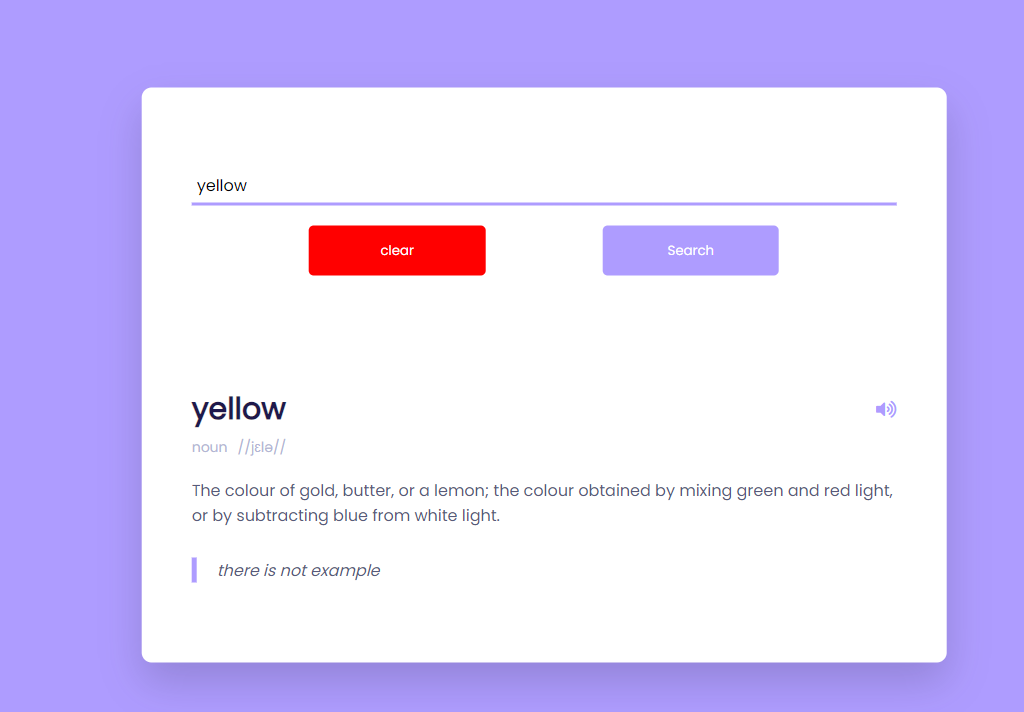 yellow
clear
Search
yellow
noun //jɛlə//
The colour of gold, butter, or a lemon; the colour obtained by mixing green and red light,
or by subtracting blue from white light.
there is not example